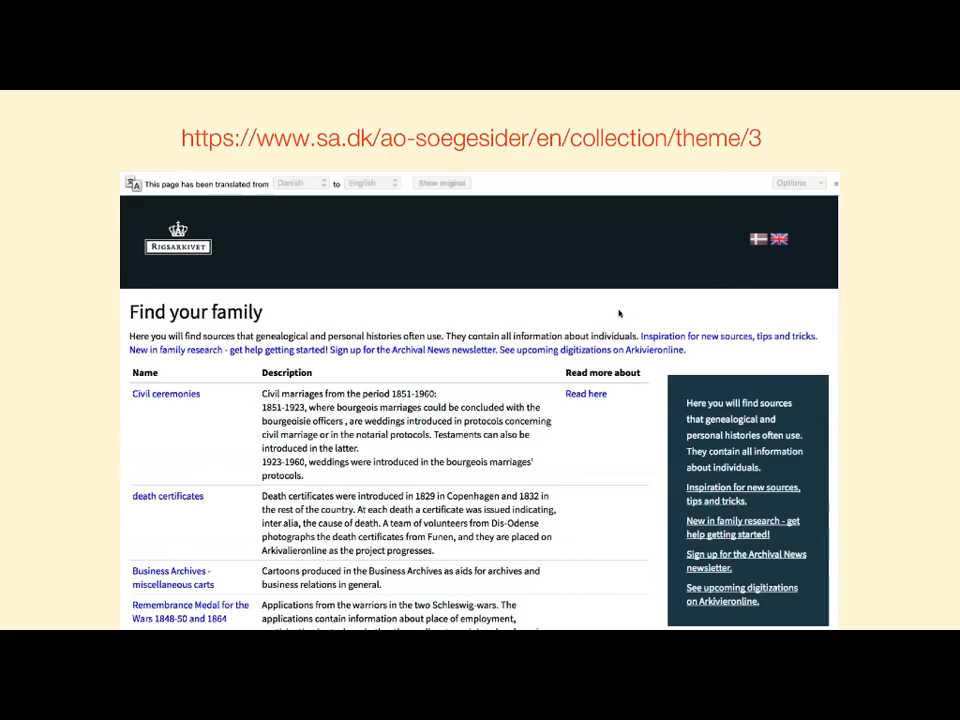 https://www.sa.dk/ao-soegesider/en/collection/theme/3
This page has been translated from Danish to English Show original Options
RIGSARKIVET
Find your family
Here you will find sources that genealogical and personal histories often use. They contain all information about individuals. Inspiration for new sources, tips and tricks.
New in family research - get help getting started! Sign up for the Archival News newsletter. See upcoming digitizations on Arkivieronline.
Name Description Read more about
Civil ceremonies Civil marriages from the period 1851-1960: Read here
1851-1923, where bourgeois marriages could be concluded with the
bourgeoisie officers , are weddings introduced in protocols concerning
civil marriage or in the notarial protocols. Testaments can also be
introduced in the latter.
1923-1960, weddings were introduced in the bourgeois marriages'
protocols.
death certificates Death certificates were introduced in 1829 in Copenhagen and 1832 in
the rest of the country. At each death a certificate was issued indicating,
inter alia, the cause of death. A team of volunteers from Dis-Odense
photographs the death certificates from Funen, and they are placed on
Arkivalieronline as the project progresses.
Business Archives - Cartoons produced in the Business Archives as aids for archives and
miscellaneous carts business relations in general.
Remembrance Medal for the Applications from the warriors in the two Schleswig-wars. The
Wars 1848-50 and 1864 applications contain information about place of employment,
Here you will find sources
that genealogical and
personal histories often use.
They contain all information
about individuals.
Inspiration for new sources,
tips and tricks.
New in family research - get
help getting started!
Sign up for the Archival News
newsletter.
See upcoming digitizations
on Arkivieronline.